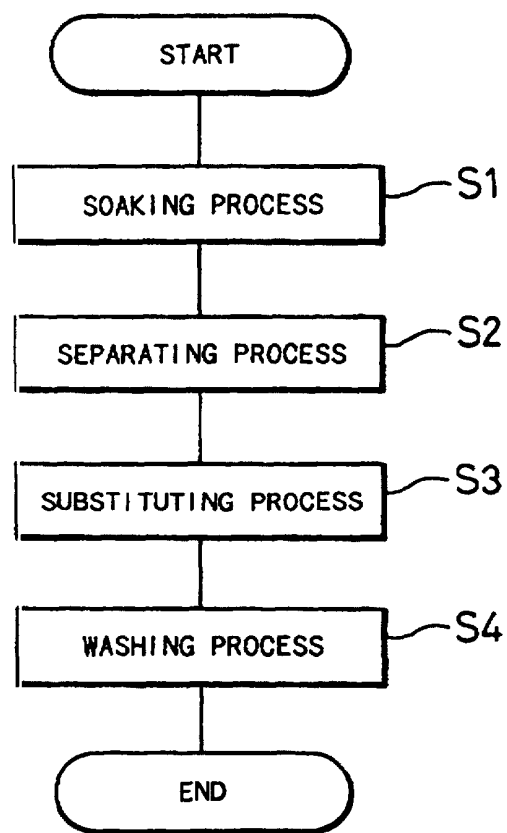 START
SOAKING PROCESS
S1
SEPARATING PROCESS
S2
SUBSTITUTING PROCESS
S3
WASHING PROCESS
S4
END